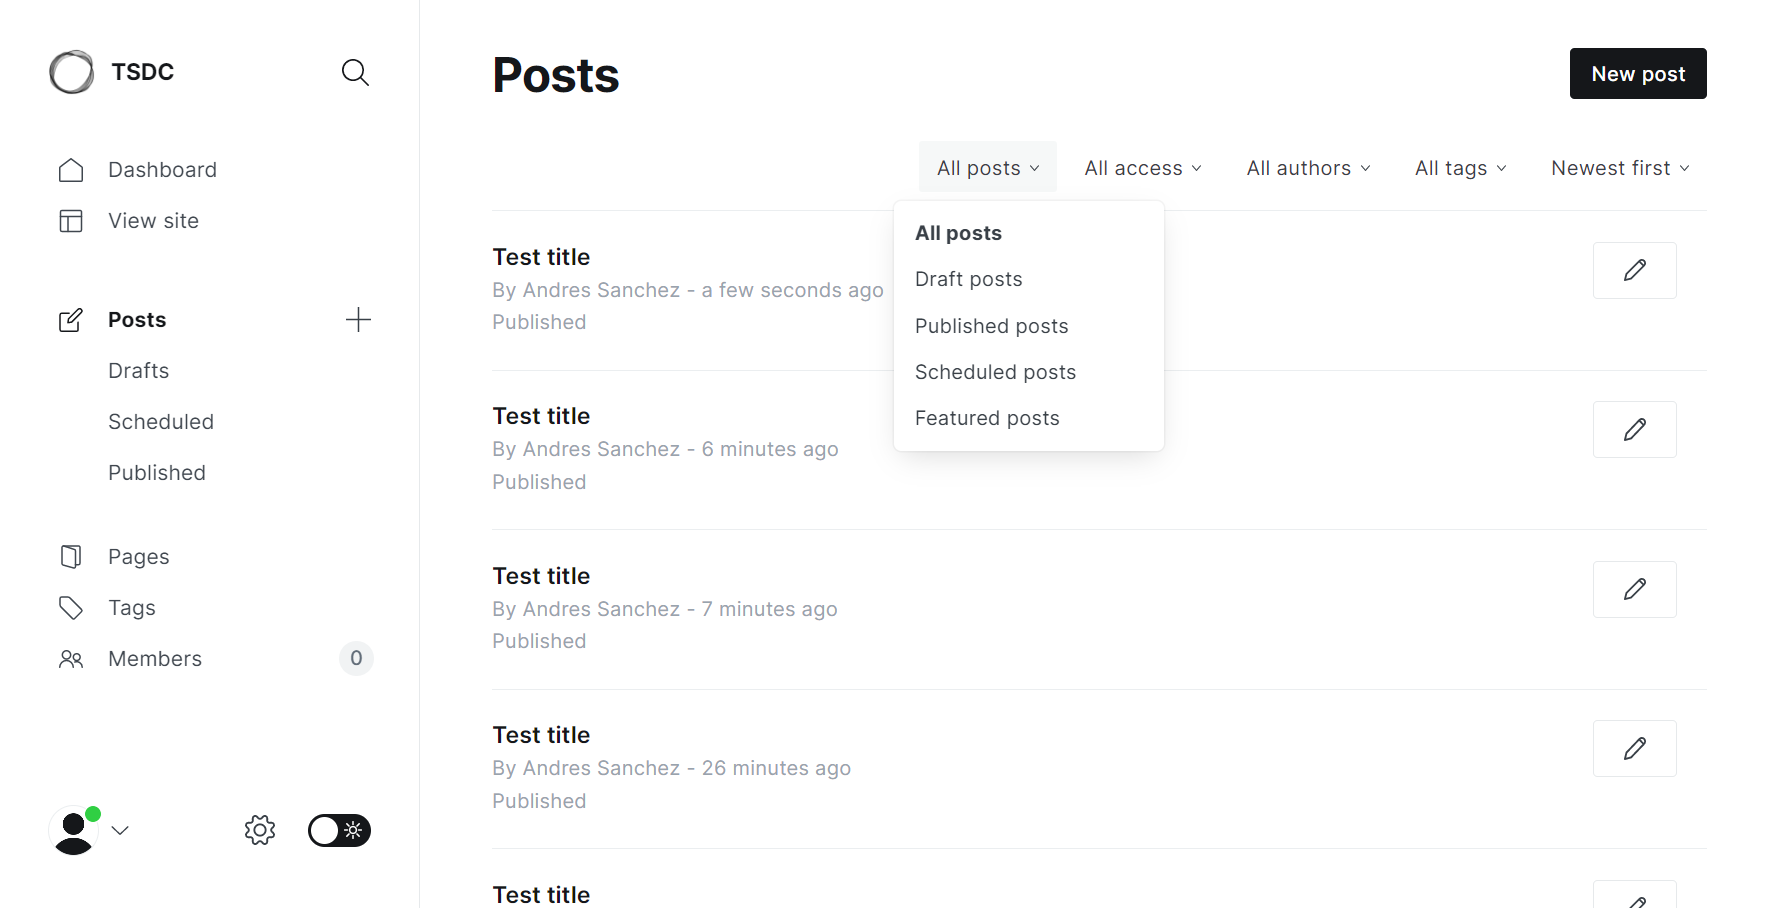 TSDC
Dashboard
View site
Posts
Drafts
Scheduled
Published
Pages
Tags
Members
0
Posts
New post
All posts
All access
All authors
All tags
Newest first
All posts
Draft posts
Published posts
Scheduled posts
Featured posts
Test title
By Andres Sanchez - a few seconds ago
Published
Test title
By Andres Sanchez - 6 minutes ago
Published
Test title
By Andres Sanchez - 7 minutes ago
Published
Test title
By Andres Sanchez - 26 minutes ago
Published
Test title